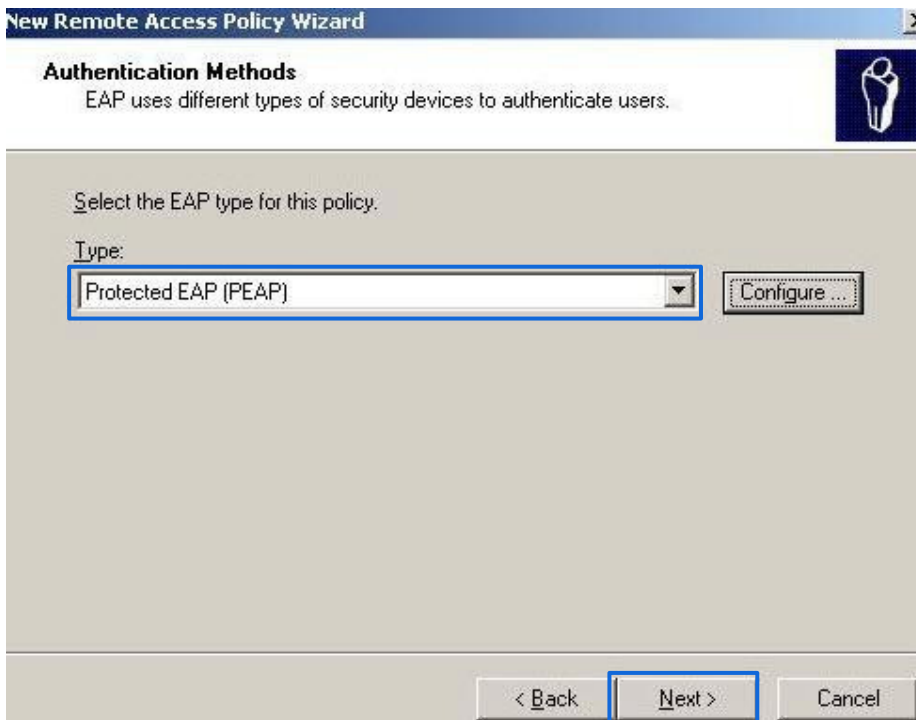 New Remote Access Policy Wizard
Authentication Methods
EAP uses different types of security devices to authenticate users.
Select the EAP type for this policy.
Type:
Protected EAP (PEAP)
Configure ...
< Back
Next >
Cancel